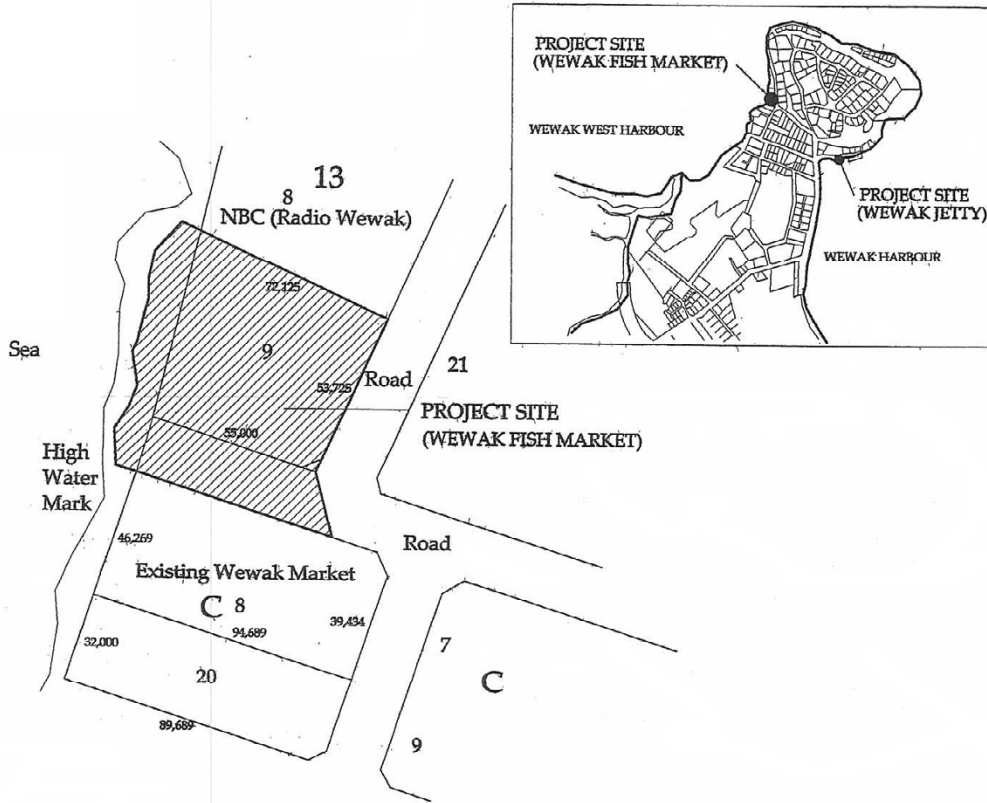 PROJECT SITE
(WEWAK FISH MARKET)
WEWAK WEST HARBOUR
PROJECT SITE
(WEWAK JETTY)
WEWAK HARBOUR
13
8
NBC (Radio Wewak)
72,125
Sea
9
53,725
Road
21
55,000
PROJECT SITE
(WEWAK FISH MARKET)
High
Water
Mark
46,269
Road
Existing Wewak Market
C 8
39,434
94,689
32,000
7
20
C
89,689
9